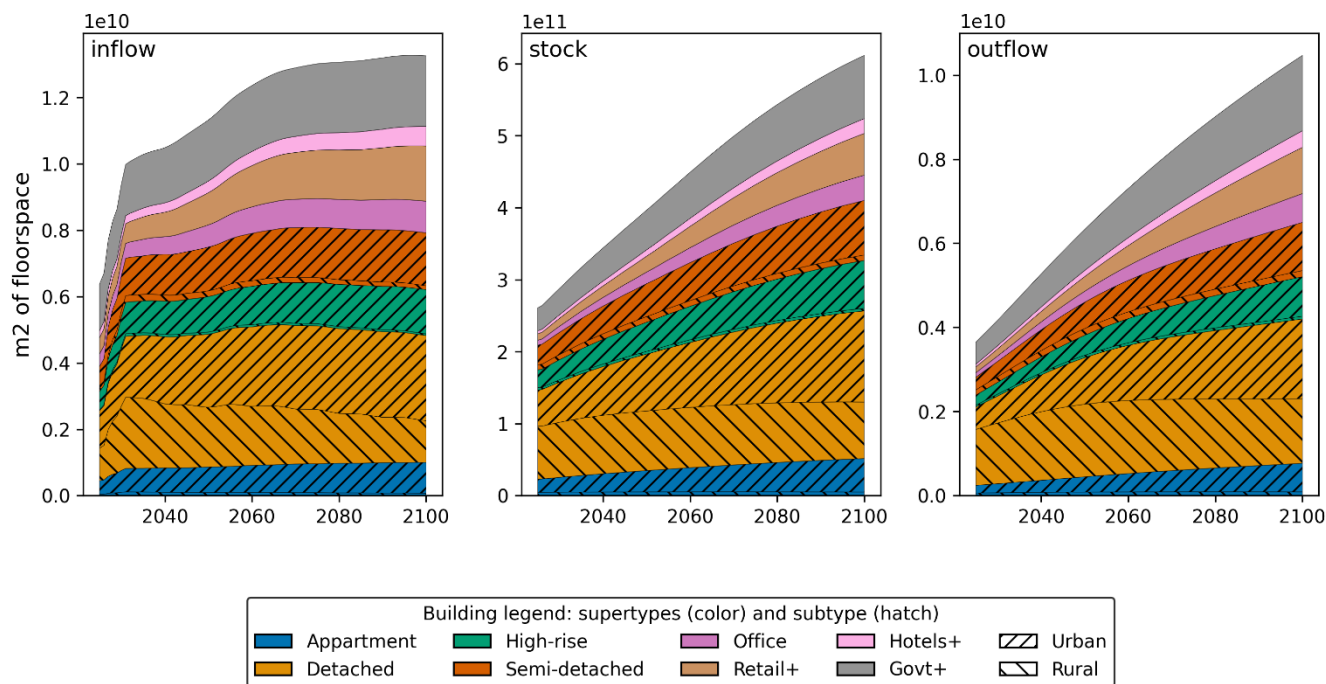 1e10
inflow
m2 of floorspace
1.2
1.0
0.8
0.6
0.4
0.2
0.0
2040 2060 2080 2100
1e11
stock
6
5
4
3
2
1
0
2040 2060 2080 2100
1e10
outflow
1.0
0.8
0.6
0.4
0.2
0.0
2040 2060 2080 2100
Building legend: supertypes (color) and subtype (hatch)
Appartment High-rise Office Hotels+ Urban
Detached Semi-detached Retail+ Govt+ Rural